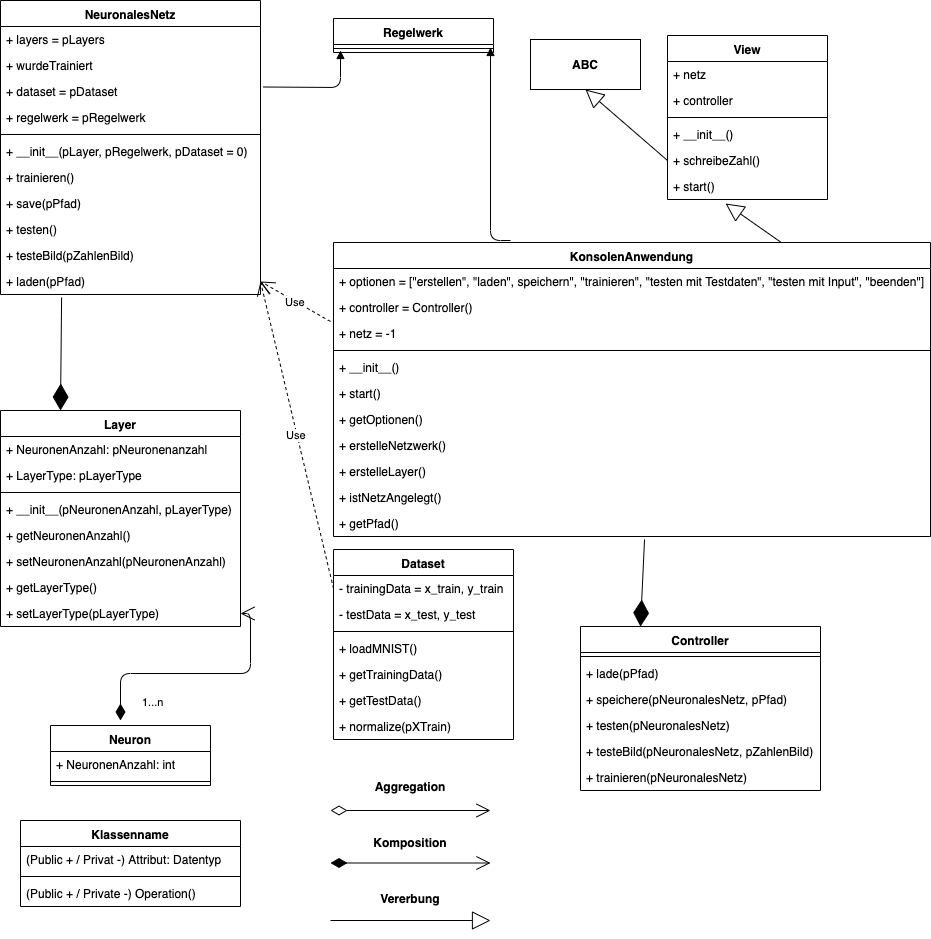 NeuronalesNetz
+ layers = pLayers
+ wurdeTrainiert
+ dataset = pDataset
+ regelwerk = pRegelwerk
+ __init__(pLayer, pRegelwerk, pDataset = 0)
+ trainieren()
+ save(pPfad)
+ testen()
+ testeBild(pZahlenBild)
+ laden(pPfad)
Regelwerk
ABC
View
+ netz
+ controller
+ __init__()
+ schreibeZahl()
+ start()
KonsolenAnwendung
+ optionen = ["erstellen", "laden", speichern", "trainieren", "testen mit Testdaten", "testen mit Input", "beenden"]
+ controller = Controller()
+ netz = -1
+ __init__()
+ start()
+ getOptionen()
+ erstelleNetzwerk()
+ erstelleLayer()
+ istNetzAngelegt()
+ getPfad()
Use
Use
Layer
+ NeuronenAnzahl: pNeuronenanzahl
+ LayerType: pLayerType
+ __init__(pNeuronenAnzahl, pLayerType)
+ getNeuronenAnzahl()
+ setNeuronenAnzahl(pNeuronenAnzahl)
+ getLayerType()
+ setLayerType(pLayerType)
Dataset
- trainingData = x_train, y_train
- testData = x_test, y_test
+ loadMNIST()
+ getTrainingData()
+ getTestData()
+ normalize(pXTrain)
Controller
+ lade(pPfad)
+ speichere(pNeuronalesNetz, pPfad)
+ testen(pNeuronalesNetz)
+ testeBild(pNeuronalesNetz, pZahlenBild)
+ trainieren(pNeuronalesNetz)
1...n
Neuron
+ NeuronenAnzahl: int
Klassenname
(Public + / Privat -) Attribut: Datentyp
(Public + / Private -) Operation()
Aggregation
Komposition
Vererbung